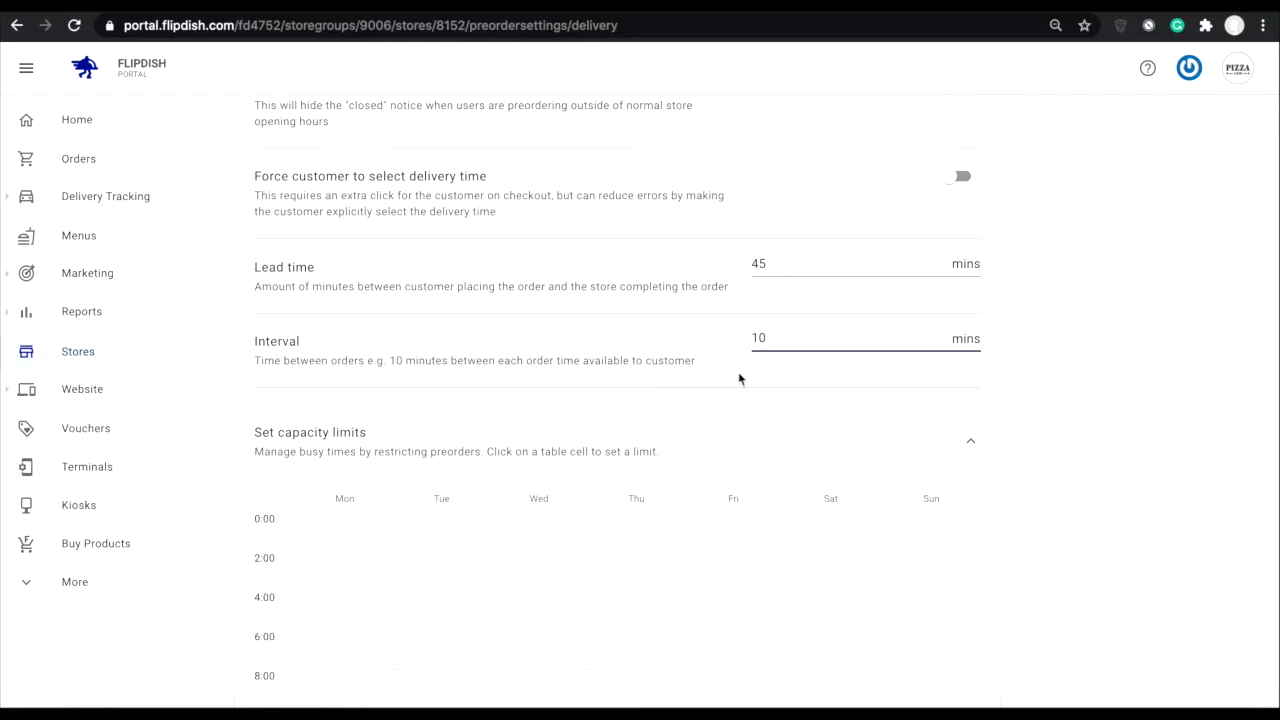 portal.flipdish.com/fd4752/storegroups/9006/stores/8152/preordersettings/delivery
FLIPDISH
PORTAL
PIZZA
Home
Orders
Delivery Tracking
Menus
Marketing
Reports
Stores
Website
Vouchers
Terminals
Kiosks
Buy Products
More
This will hide the "closed" notice when users are preordering outside of normal store
opening hours
Force customer to select delivery time
This requires an extra click for the customer on checkout, but can reduce errors by making
the customer explicitly select the delivery time
Lead time
45 mins
Amount of minutes between customer placing the order and the store completing the order
Interval
10 mins
Time between orders e.g. 10 minutes between each order time available to customer
Set capacity limits
Manage busy times by restricting preorders. Click on a table cell to set a limit.
Mon Tue Wed Thu Fri Sat Sun
0:00
2:00
4:00
6:00
8:00